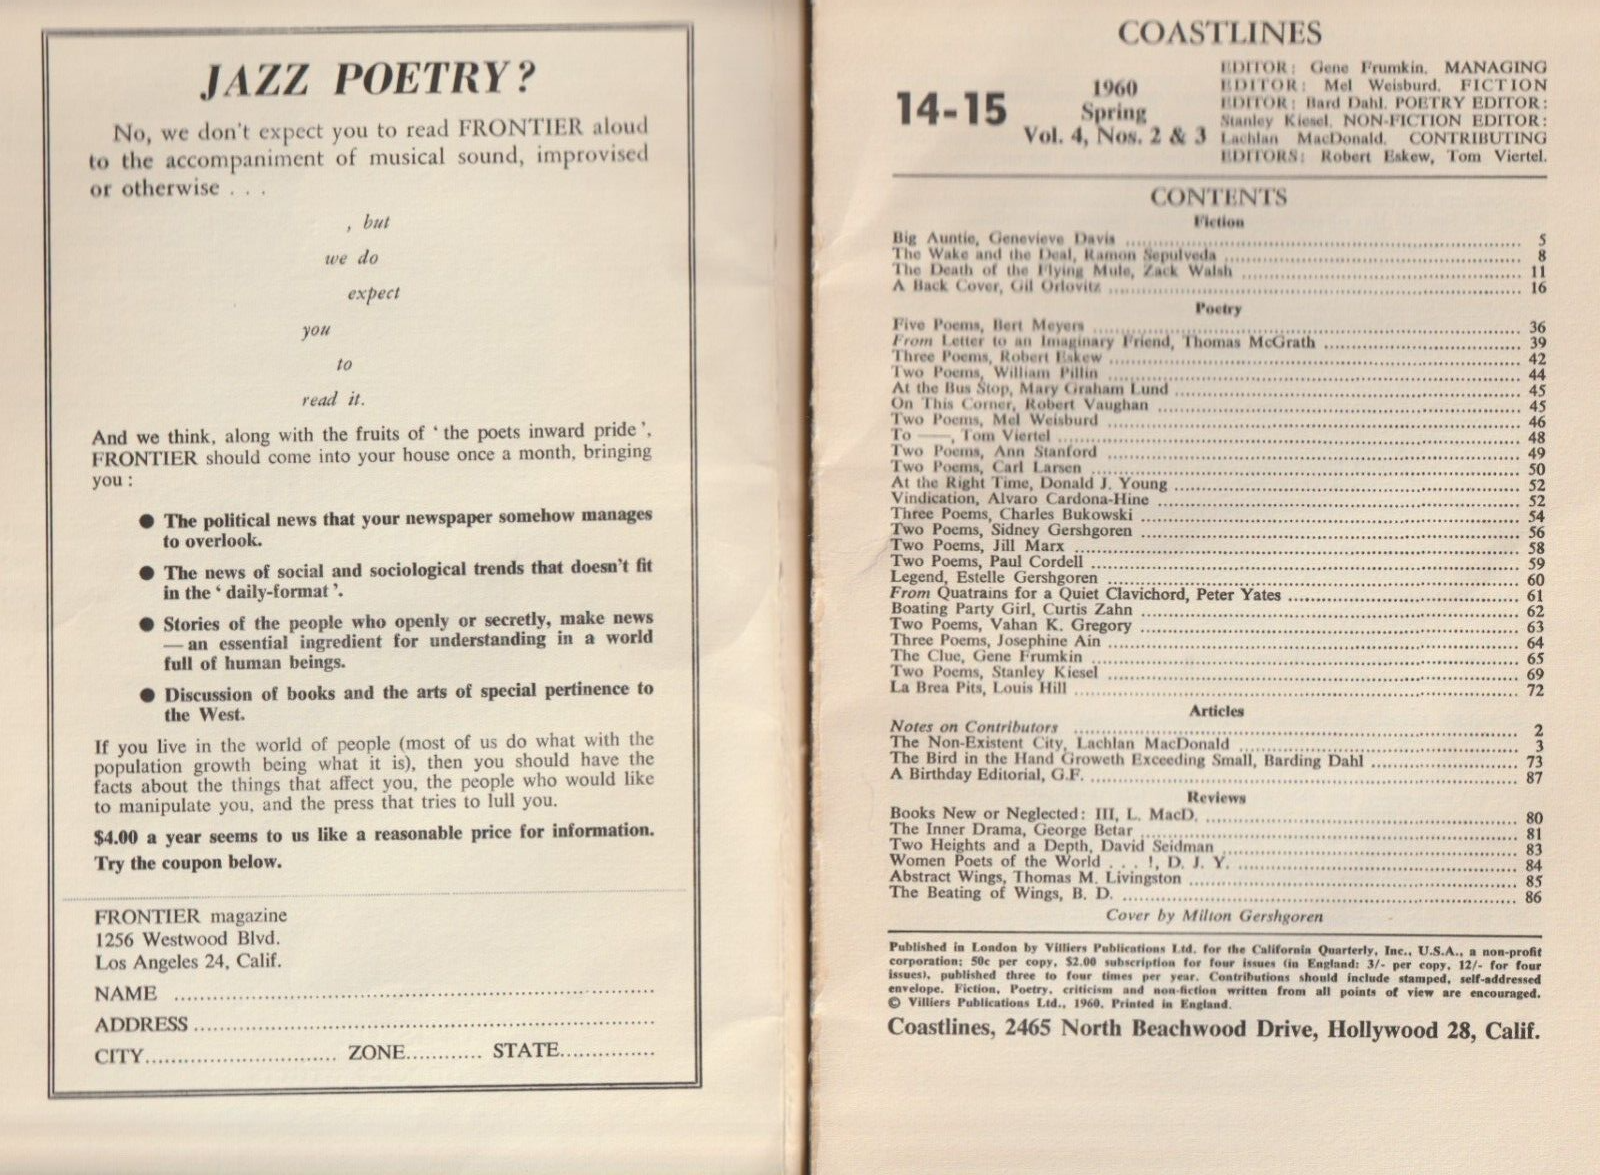 JAZZ POETRY?
No, we don't expect you to read FRONTIER aloud
to the accompaniment of musical sound, improvised
or otherwise . . .
, but
we do
expect
you
to
read it.
And we think, along with the fruits of ‘ the poets inward pride ’,
FRONTIER should come into your house once a month, bringing
you :
● The political news that your newspaper somehow manages
to overlook.
● The news of social and sociological trends that doesn't fit
in the ‘ daily-format ’.
● Stories of the people who openly or secretly, make news
— an essential ingredient for understanding in a world
full of human beings.
● Discussion of books and the arts of special pertinence to
the West.
If you live in the world of people (most of us do what with the
population growth being what it is), then you should have the
facts about the things that affect you, the people who would like
to manipulate you, and the press that tries to lull you.
$4.00 a year seems to us like a reasonable price for information.
Try the coupon below.
FRONTIER magazine
1256 Westwood Blvd.
Los Angeles 24, Calif.
NAME ........................................
ADDRESS ........................................
CITY.................... ZONE........... STATE...............
COASTLINES
14-15
1960
Spring
Vol. 4, Nos. 2 & 3
EDITOR: Gene Frumkin. MANAGING
EDITOR: Mel Weisburd. FICTION
EDITOR: Bard Dahl. POETRY EDITOR:
Stanley Kiesel. NON-FICTION EDITOR:
Lachlan MacDonald. CONTRIBUTING
EDITORS: Robert Eskew, Tom Viertel.
CONTENTS
Fiction
Big Auntie, Genevieve Davis .................... 5
The Wake and the Deal, Ramon Sepulveda .................... 8
The Death of the Flying Mule, Zack Walsh .................... 11
A Back Cover, Gil Orlovitz .................... 16
Poetry
Five Poems, Bert Meyers .................... 36
From Letter to an Imaginary Friend, Thomas McGrath .................... 39
Three Poems, Robert Eskew .................... 42
Two Poems, William Pillin .................... 44
At the Bus Stop, Mary Graham Lund .................... 45
On This Corner, Robert Vaughan .................... 45
Two Poems, Mel Weisburd .................... 46
To ——, Tom Viertel .................... 48
Two Poems, Ann Stanford .................... 49
Two Poems, Carl Larsen .................... 50
At the Right Time, Donald J. Young .................... 52
Vindication, Alvaro Cardona-Hine .................... 52
Three Poems, Charles Bukowski .................... 54
Two Poems, Sidney Gershgoren .................... 56
Two Poems, Jill Marx .................... 58
Two Poems, Paul Cordell .................... 59
Legend, Estelle Gershgoren .................... 60
From Quatrains for a Quiet Clavichord, Peter Yates .................... 61
Boating Party Girl, Curtis Zahn .................... 62
Two Poems, Vahan K. Gregory .................... 63
Three Poems, Josephine Ain .................... 64
The Clue, Gene Frumkin .................... 65
Two Poems, Stanley Kiesel .................... 69
La Brea Pits, Louis Hill .................... 72
Articles
Notes on Contributors .................... 2
The Non-Existent City, Lachlan MacDonald .................... 3
The Bird in the Hand Groweth Exceeding Small, Barding Dahl .................... 73
A Birthday Editorial, G.F. .................... 87
Reviews
Books New or Neglected: III, L. MacD. .................... 80
The Inner Drama, George Betar .................... 81
Two Heights and a Depth, David Seidman .................... 83
Women Poets of the World . . . !, D. J. Y. .................... 84
Abstract Wings, Thomas M. Livingston .................... 85
The Beating of Wings, B. D. .................... 86
Cover by Milton Gershgoren
Published in London by Villiers Publications Ltd. for the California Quarterly, Inc., U.S.A., a non-profit
corporation; 50c per copy, $2.00 subscription for four issues (in England: 3/- per copy, 12/- for four
issues), published three to four times per year. Contributions should include stamped, self-addressed
envelope. Fiction, Poetry, criticism and non-fiction written from all points of view are encouraged.
© Villiers Publications Ltd., 1960. Printed in England.
Coastlines, 2465 North Beachwood Drive, Hollywood 28, Calif.